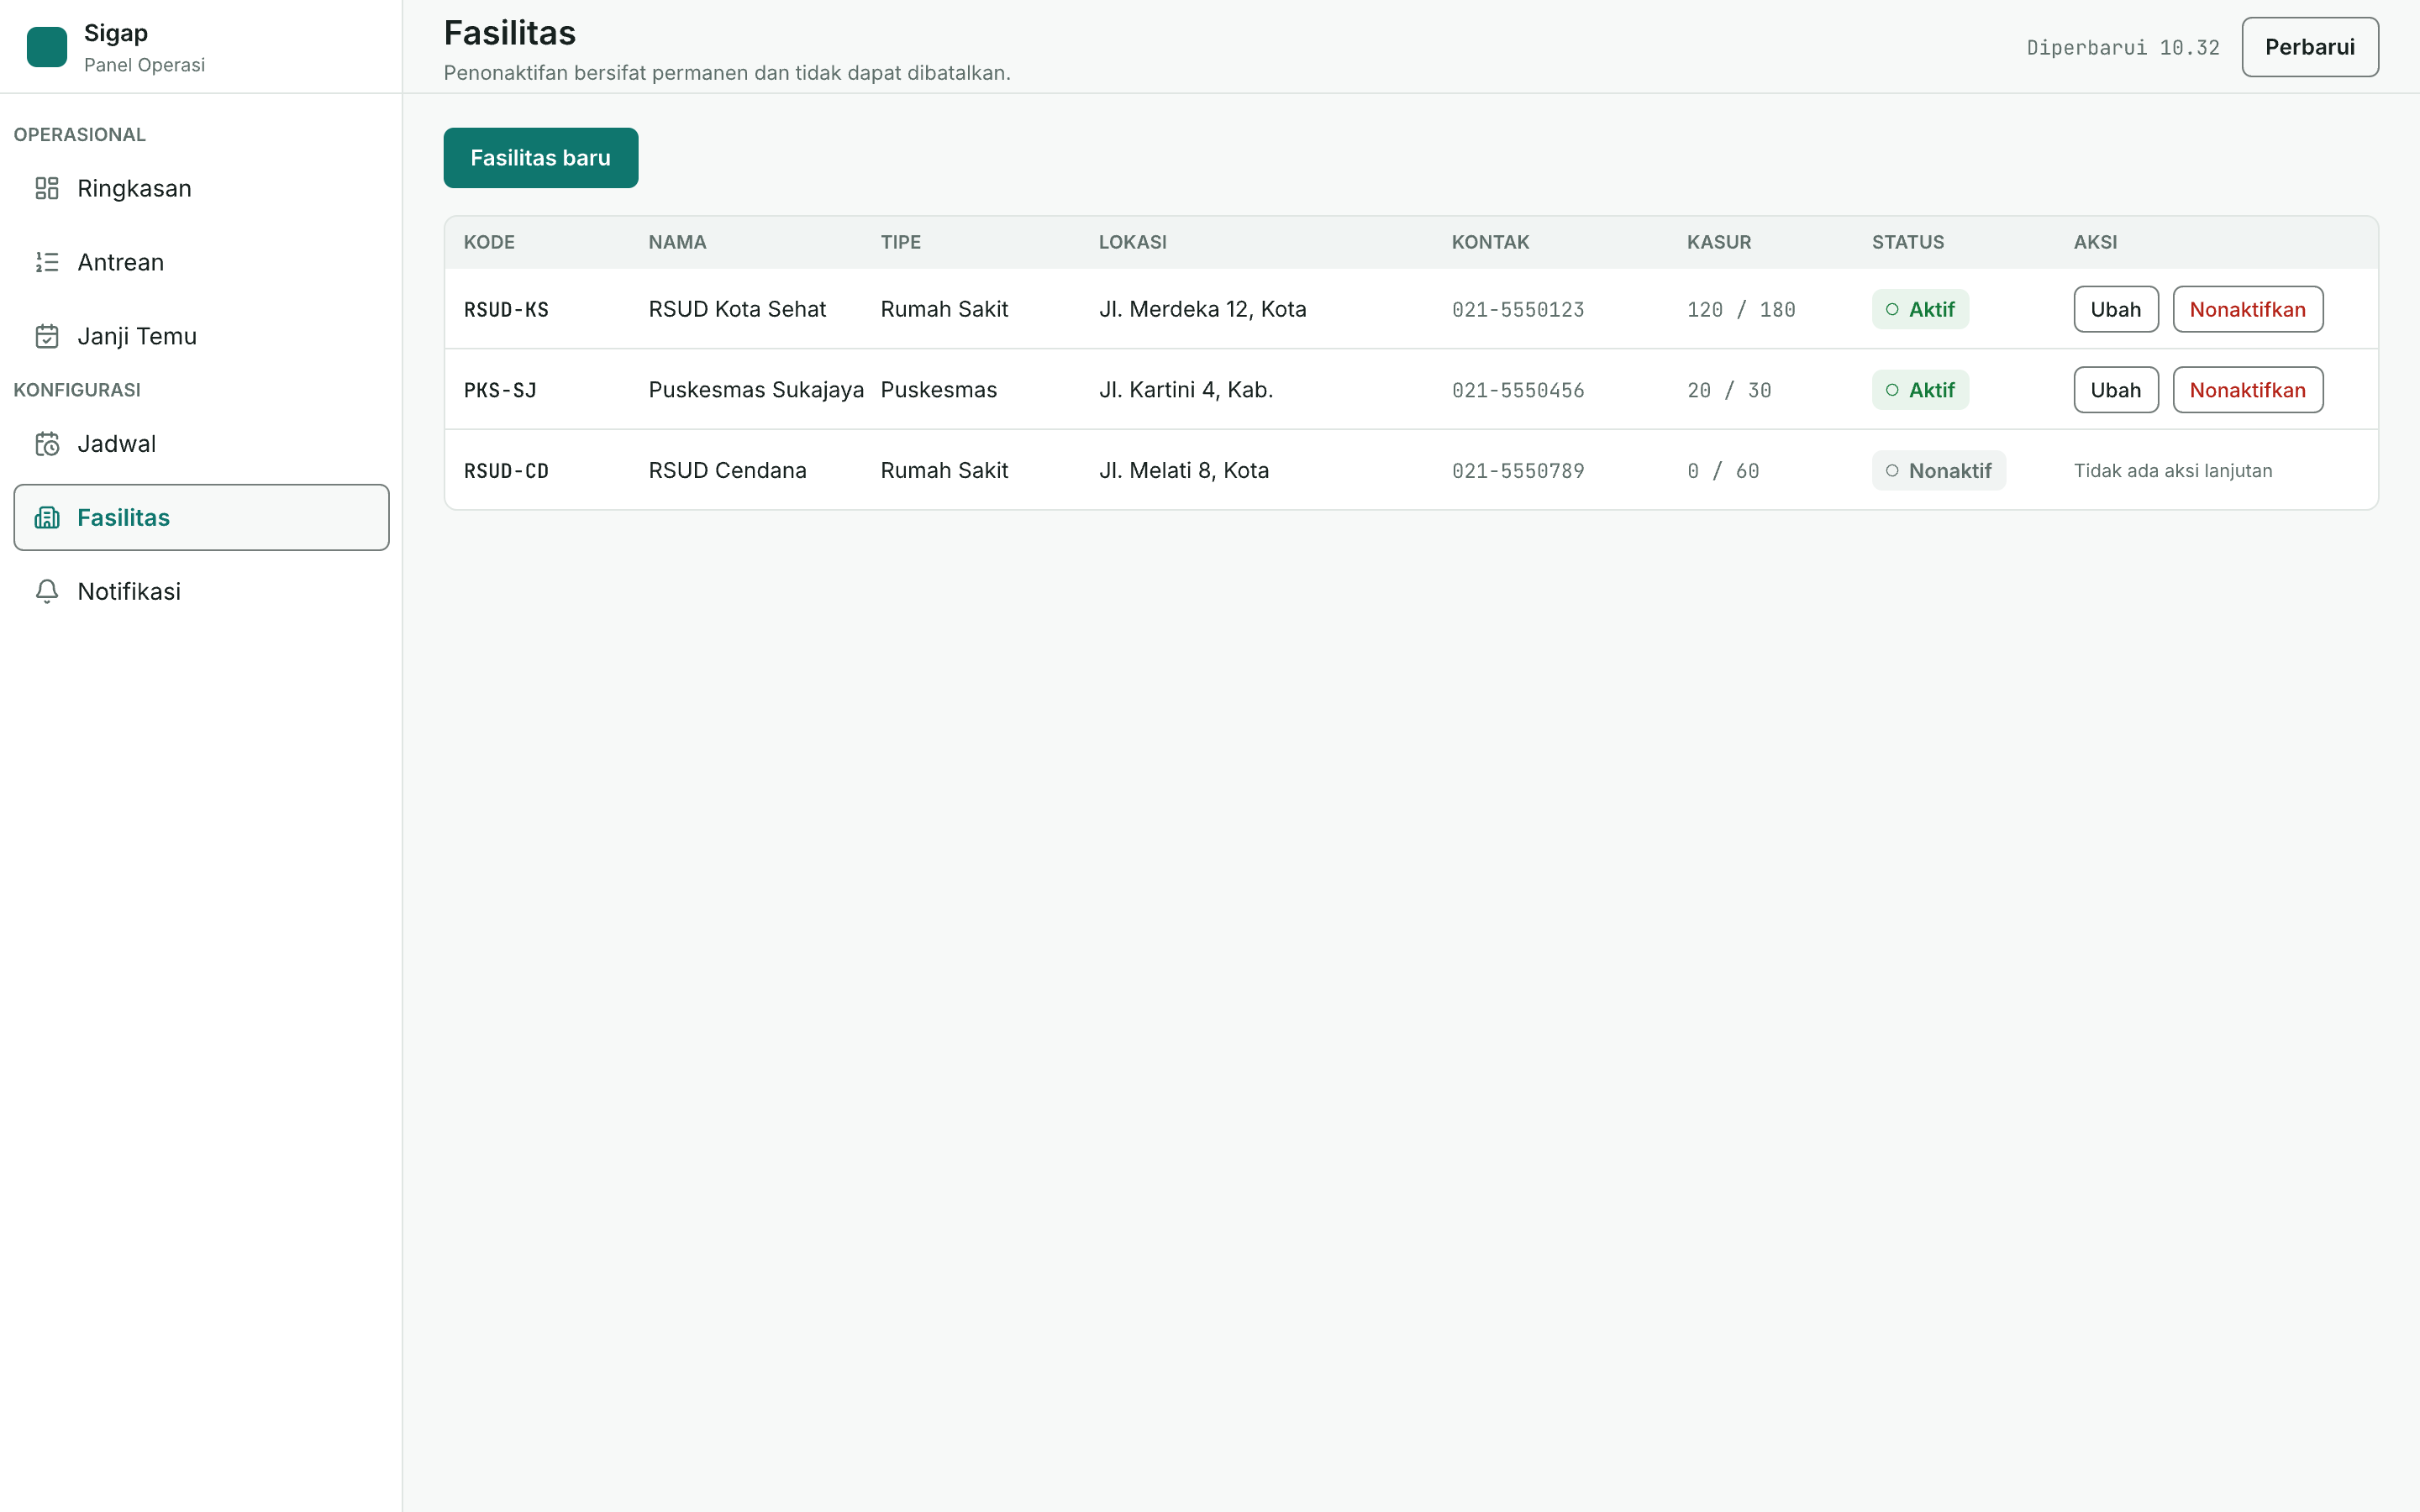 Sigap
Panel Operasi
OPERASIONAL
Ringkasan
Antrean
Janji Temu
KONFIGURASI
Jadwal
Fasilitas
Notifikasi
Fasilitas
Penonaktifan bersifat permanen dan tidak dapat dibatalkan.
Diperbarui 10.32
Perbarui
Fasilitas baru
KODE NAMA TIPE LOKASI KONTAK KASUR STATUS AKSI
RSUD-KS RSUD Kota Sehat Rumah Sakit Jl. Merdeka 12, Kota 021-5550123 120 / 180 Aktif Ubah Nonaktifkan
PKS-SJ Puskesmas Sukajaya Puskesmas Jl. Kartini 4, Kab. 021-5550456 20 / 30 Aktif Ubah Nonaktifkan
RSUD-CD RSUD Cendana Rumah Sakit Jl. Melati 8, Kota 021-5550789 0 / 60 Nonaktif Tidak ada aksi lanjutan